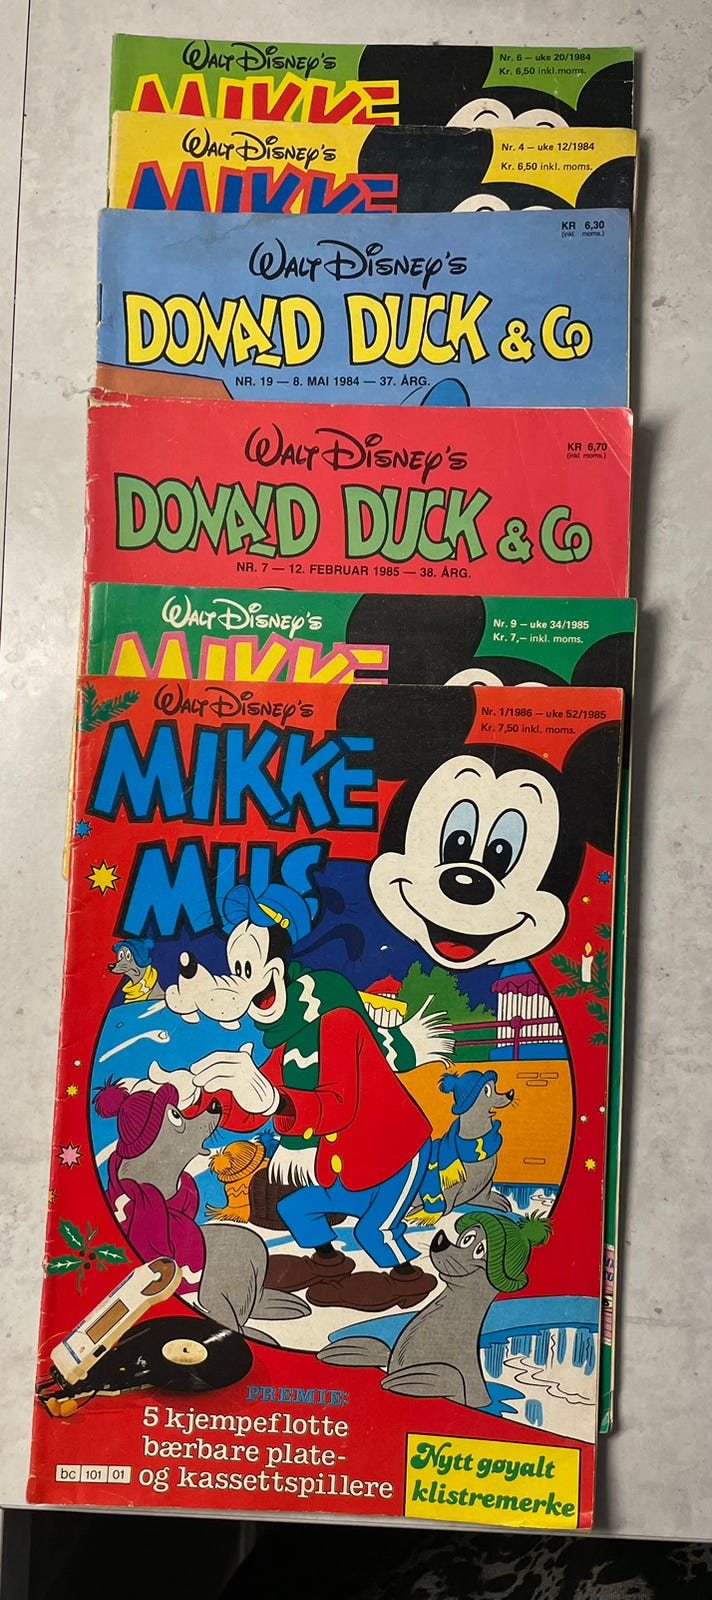 Walt Disney's
Nr. 6 — uke 20/1984
Kr. 6,50 inkl. moms.
MIKKE
Walt Disney's
Nr. 4 — uke 12/1984
Kr. 6,50 inkl. moms.
MIKKE
KR 6,30
(inkl. moms.)
Walt Disney's
DONALD DUCK & Co
NR. 19 — 8. MAI 1984 — 37. ÅRG.
KR 6,70
(inkl. moms.)
Walt Disney's
DONALD DUCK & Co
NR. 7 — 12. FEBRUAR 1985 — 38. ÅRG.
Walt Disney's
Nr. 9 — uke 34/1985
Kr. 7,– inkl. moms.
MIKKE
Walt Disney's
Nr. 1/1986 — uke 52/1985
Kr. 7,50 inkl. moms.
MIKKE
MUS
PREMIE:
5 kjempeflotte
bærbare plate-
og kassettspillere
bc 101 01
Nytt gøyalt
klistremerke